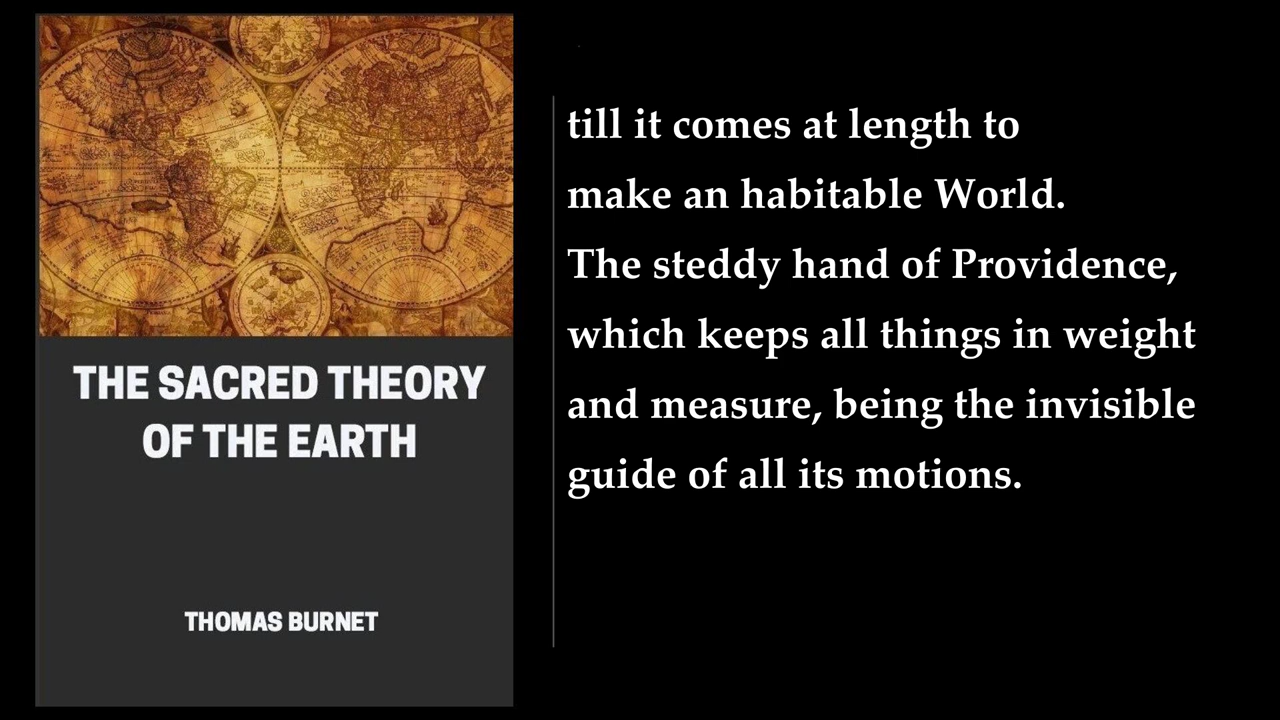 THE SACRED THEORY
OF THE EARTH
THOMAS BURNET
till it comes at length to
make an habitable World.
The steddy hand of Providence,
which keeps all things in weight
and measure, being the invisible
guide of all its motions.